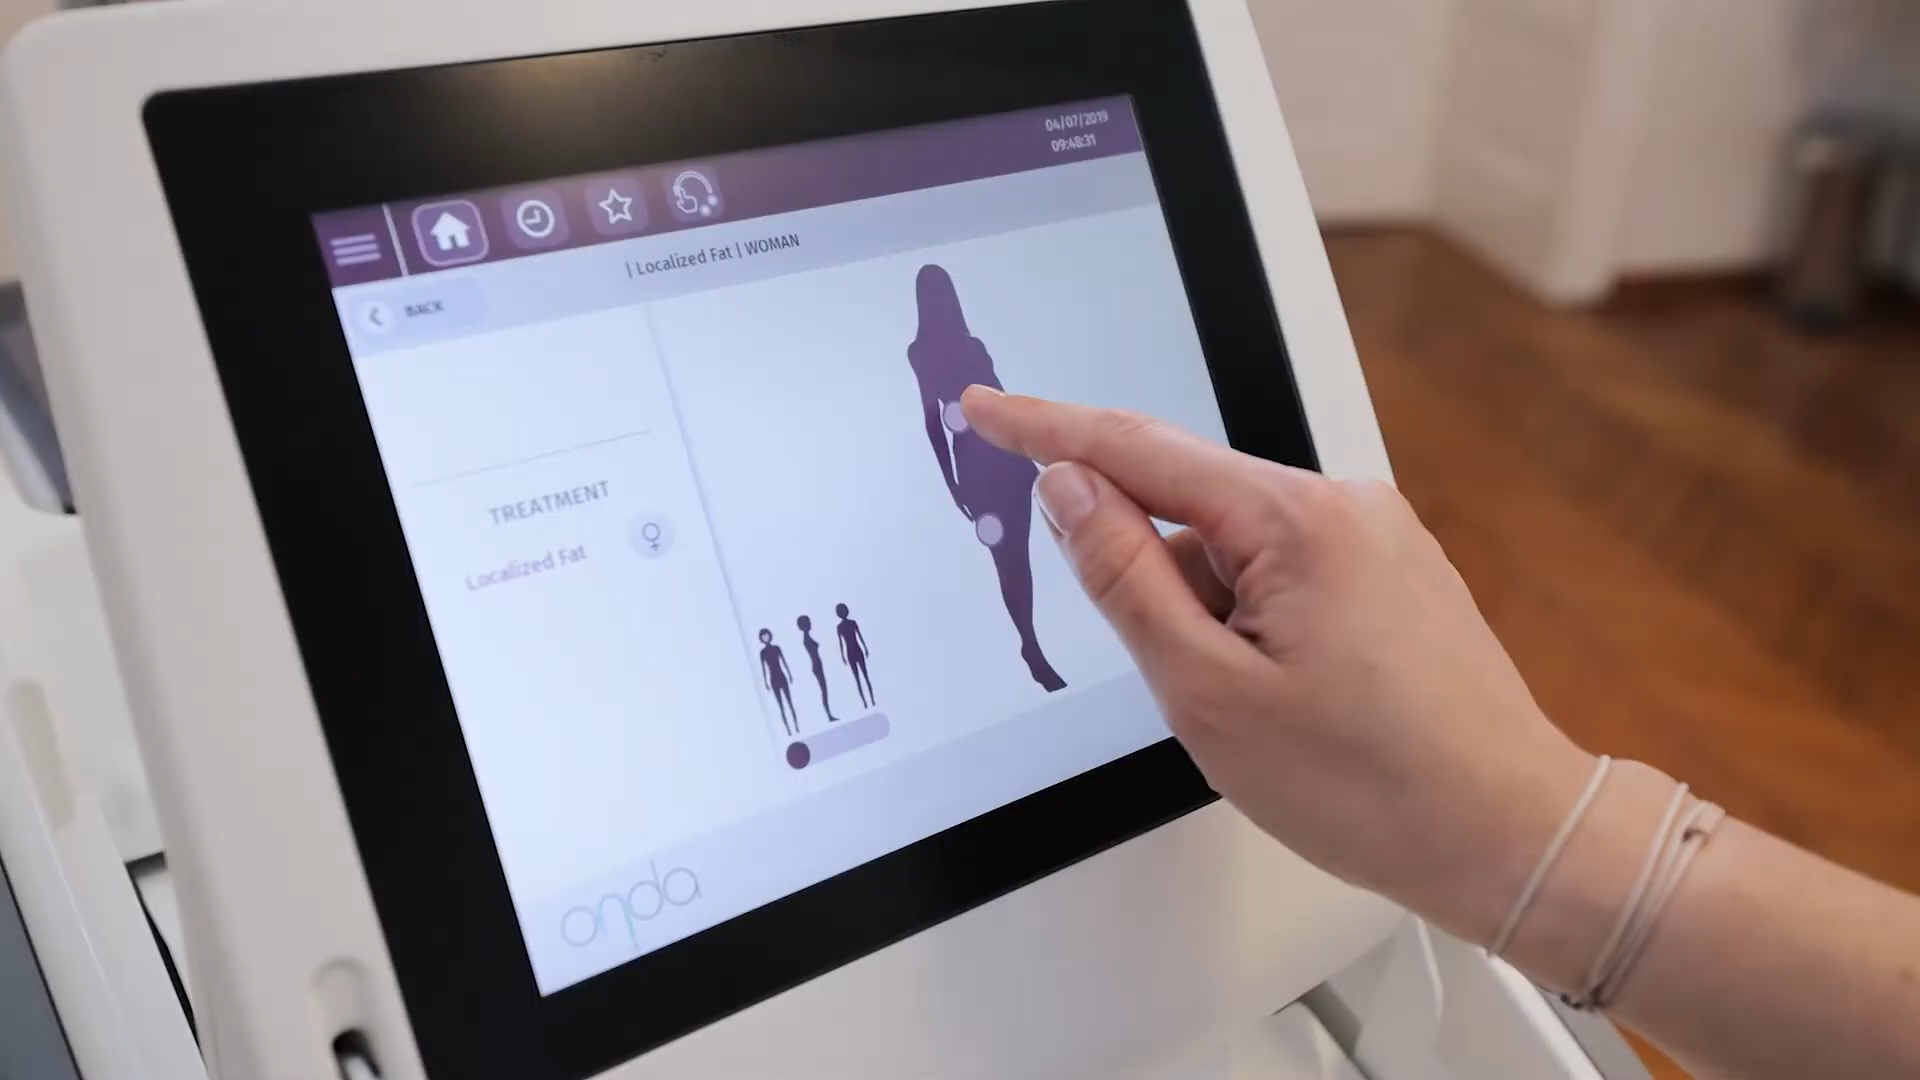 04/07/2019
09:48:31
| Localized Fat | WOMAN
BACK
TREATMENT
Localized Fat
onda